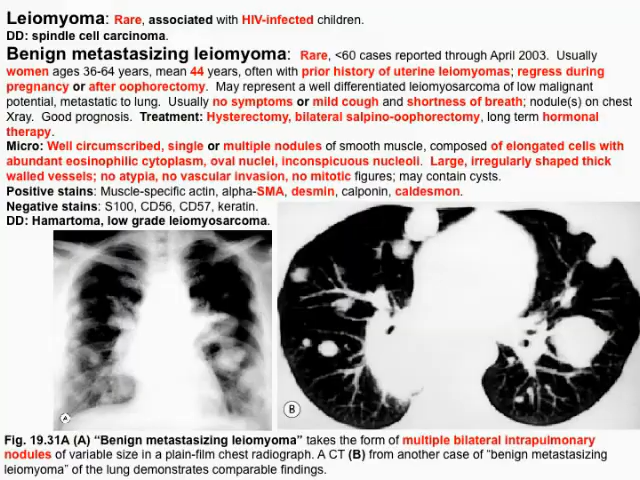 Leiomyoma: Rare, associated with HIV-infected children.
DD: spindle cell carcinoma.
Benign metastasizing leiomyoma: Rare, <60 cases reported through April 2003. Usually
women ages 36-64 years, mean 44 years, often with prior history of uterine leiomyomas; regress during
pregnancy or after oophorectomy. May represent a well differentiated leiomyosarcoma of low malignant
potential, metastatic to lung. Usually no symptoms or mild cough and shortness of breath; nodule(s) on chest
Xray. Good prognosis. Treatment: Hysterectomy, bilateral salpino-oophorectomy, long term hormonal
therapy.
Micro: Well circumscribed, single or multiple nodules of smooth muscle, composed of elongated cells with
abundant eosinophilic cytoplasm, oval nuclei, inconspicuous nucleoli. Large, irregularly shaped thick
walled vessels; no atypia, no vascular invasion, no mitotic figures; may contain cysts.
Positive stains: Muscle-specific actin, alpha-SMA, desmin, calponin, caldesmon.
Negative stains: S100, CD56, CD57, keratin.
DD: Hamartoma, low grade leiomyosarcoma.
A
B
Fig. 19.31A (A) "Benign metastasizing leiomyoma" takes the form of multiple bilateral intrapulmonary
nodules of variable size in a plain-film chest radiograph. A CT (B) from another case of "benign metastasizing
leiomyoma" of the lung demonstrates comparable findings.